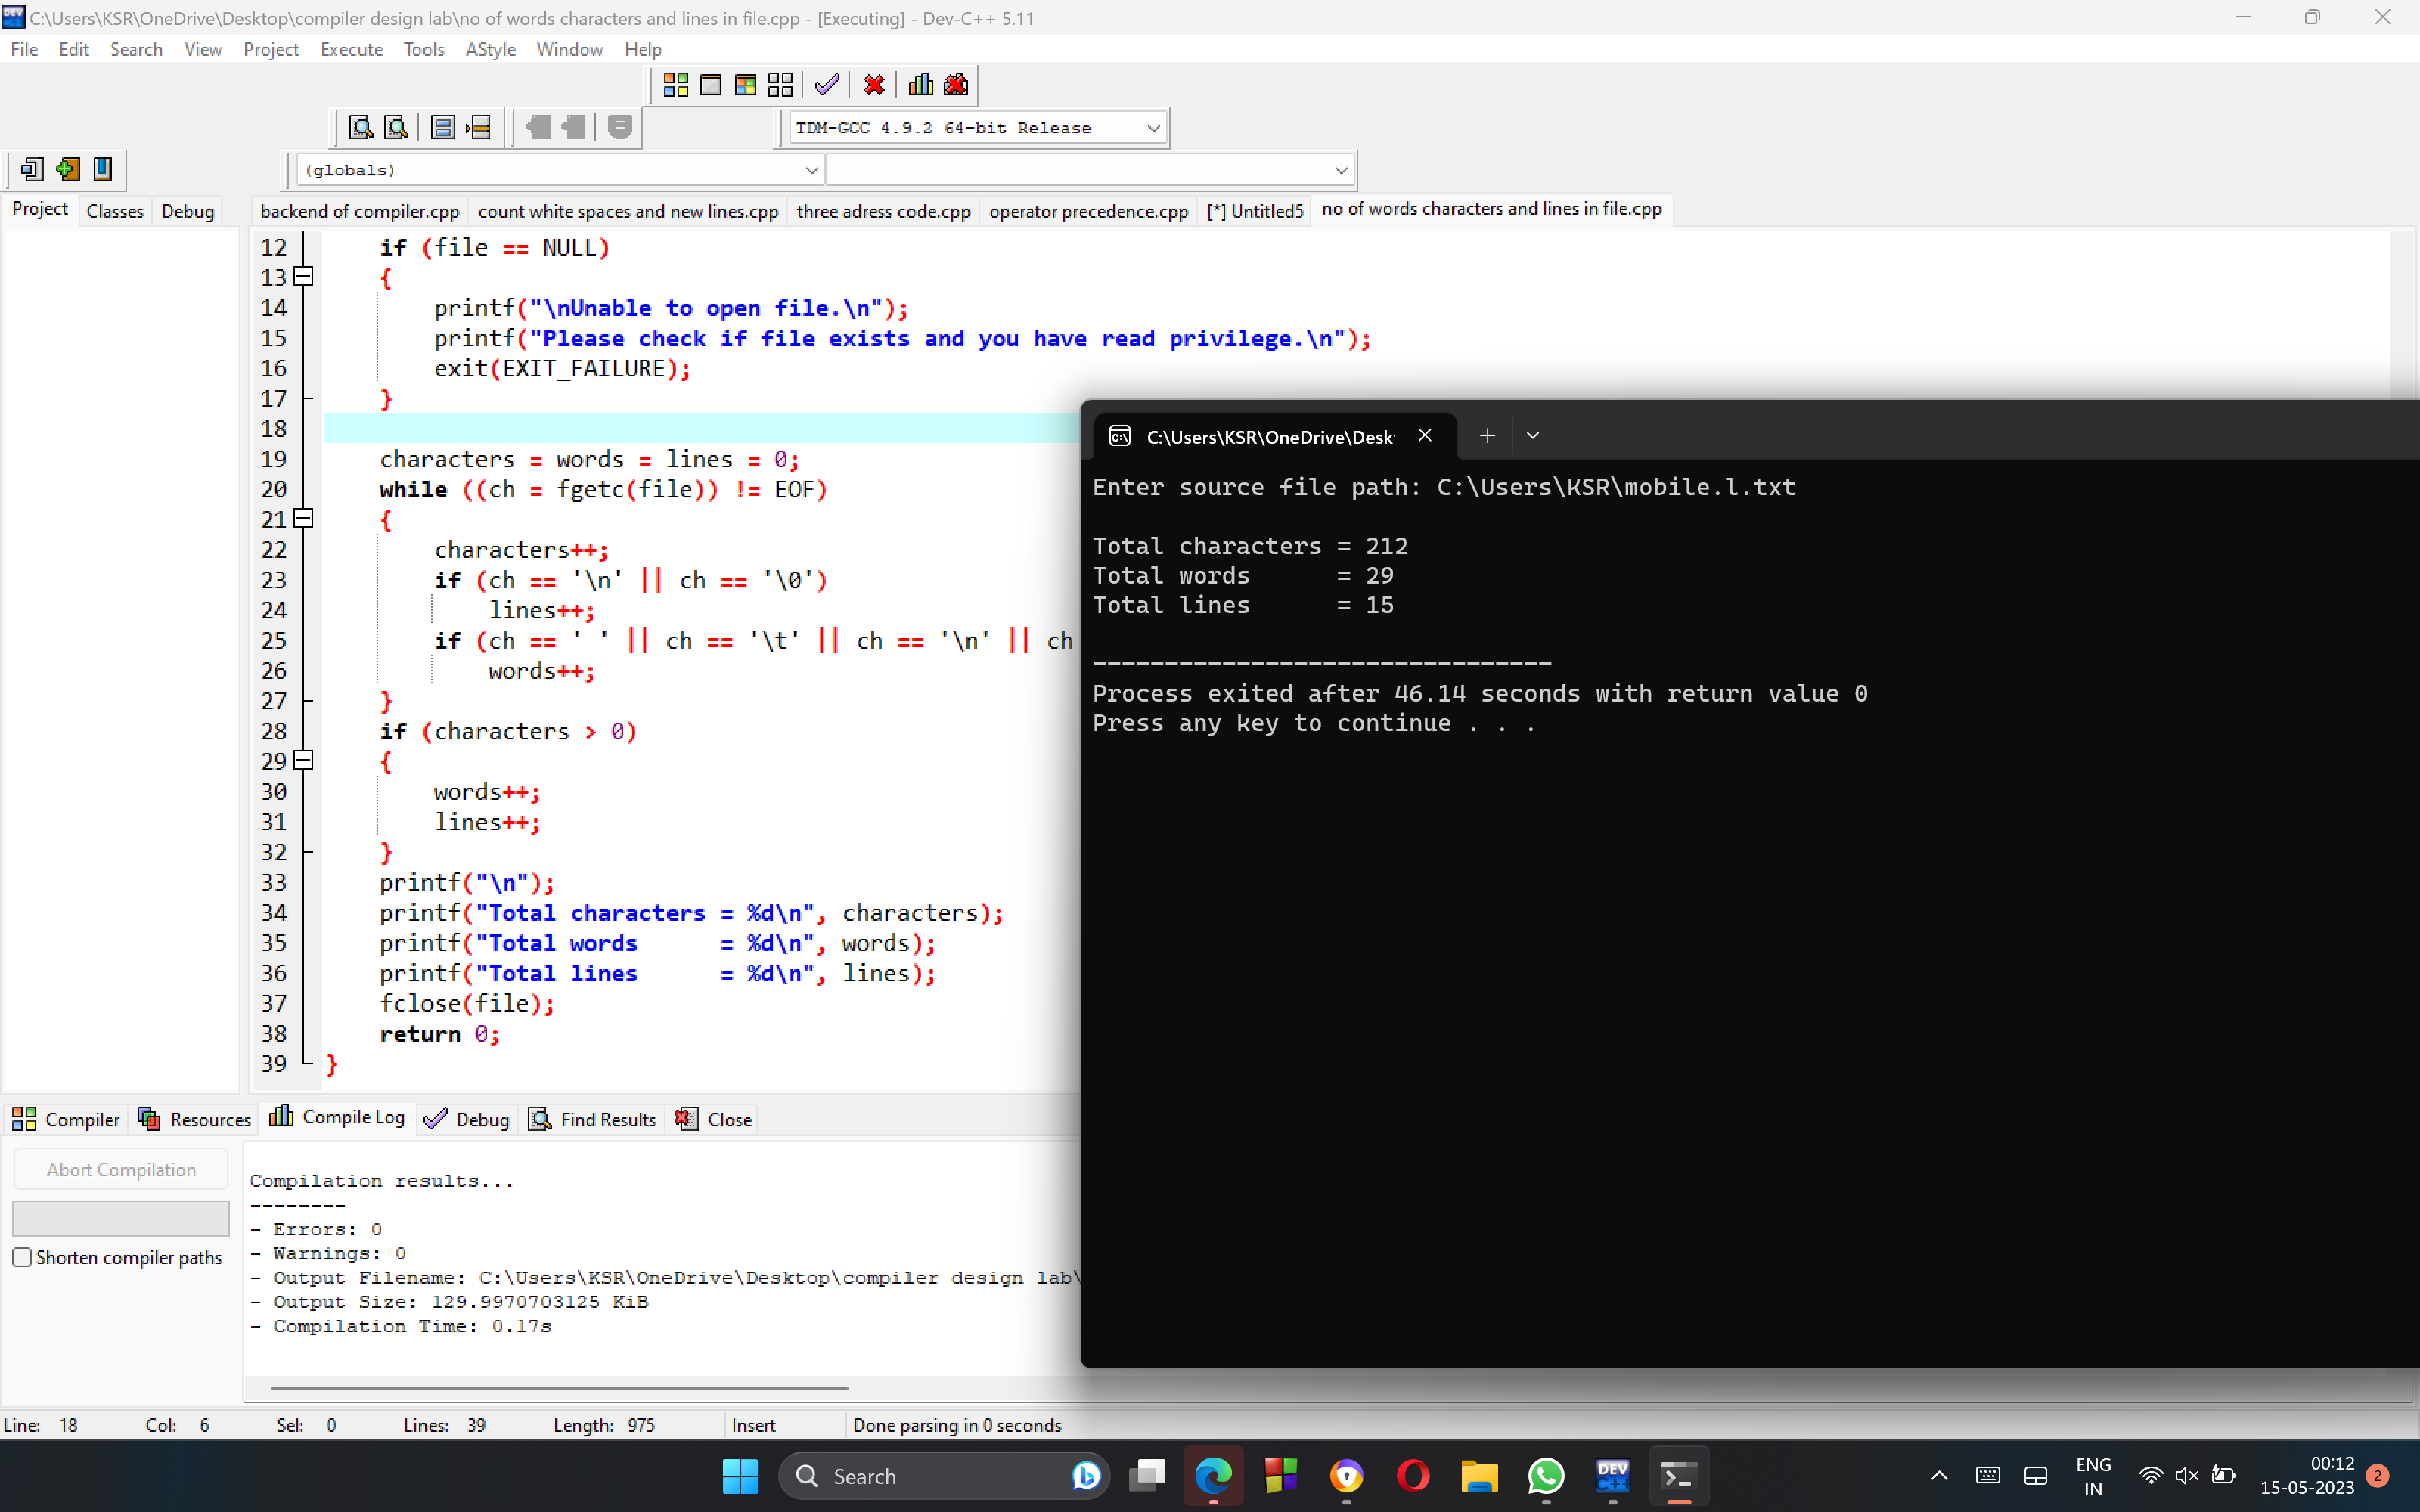 C:\Users\KSR\OneDrive\Desktop\compiler design lab\no of words characters and lines in file.cpp - [Executing] - Dev-C++ 5.11
File Edit Search View Project Execute Tools AStyle Window Help
TDM-GCC 4.9.2 64-bit Release
(globals)
Project Classes Debug
backend of compiler.cpp count white spaces and new lines.cpp three adress code.cpp operator precedence.cpp [*] Untitled5 no of words characters and lines in file.cpp
12 if (file == NULL)
13 {
14 printf("\nUnable to open file.\n");
15 printf("Please check if file exists and you have read privilege.\n");
16 exit(EXIT_FAILURE);
17 }
18
19 characters = words = lines = 0;
20 while ((ch = fgetc(file)) != EOF)
21 {
22 characters++;
23 if (ch == '\n' || ch == '\0')
24 lines++;
25 if (ch == ' ' || ch == '\t' || ch == '\n' || ch
26 words++;
27 }
28 if (characters > 0)
29 {
30 words++;
31 lines++;
32 }
33 printf("\n");
34 printf("Total characters = %d\n", characters);
35 printf("Total words      = %d\n", words);
36 printf("Total lines      = %d\n", lines);
37 fclose(file);
38 return 0;
39 }
C:\Users\KSR\OneDrive\Desk
Enter source file path: C:\Users\KSR\mobile.l.txt
Total characters = 212
Total words      = 29
Total lines      = 15
--------------------------------
Process exited after 46.14 seconds with return value 0
Press any key to continue . . .
Compiler Resources Compile Log Debug Find Results Close
Abort Compilation
Shorten compiler paths
Compilation results...
--------
- Errors: 0
- Warnings: 0
- Output Filename: C:\Users\KSR\OneDrive\Desktop\compiler design lab\
- Output Size: 129.9970703125 KiB
- Compilation Time: 0.17s
Line: 18 Col: 6 Sel: 0 Lines: 39 Length: 975 Insert Done parsing in 0 seconds
Search
DEV
C++
ENG
IN
00:12
15-05-2023
2